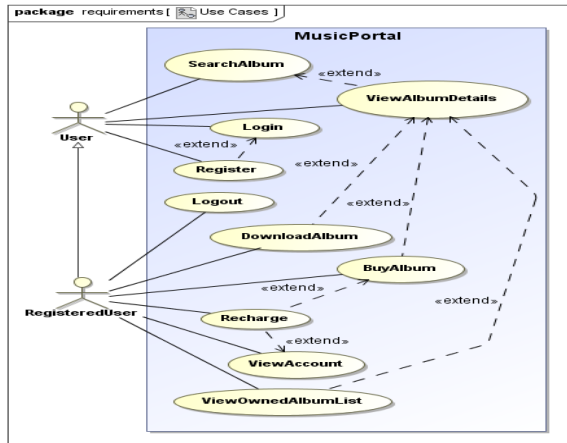 package requirements [ Use Cases ]
MusicPortal
SearchAlbum
«extend»
ViewAlbumDetails
User
Login
«extend»
Register
«extend»
Logout
«extend»
DownloadAlbum
BuyAlbum
RegisteredUser
«extend»
«extend»
Recharge
«extend»
ViewAccount
ViewOwnedAlbumList